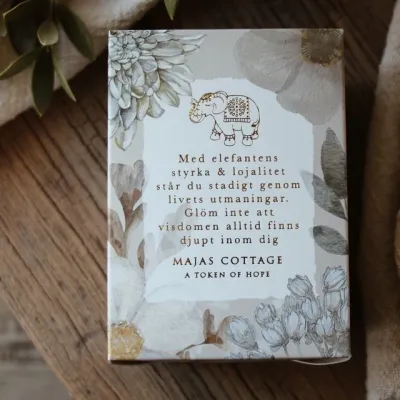 Med elefantens
styrka & lojalitet
står du stadigt genom
livets utmaningar.
Glöm inte att
visdomen alltid finns
djupt inom dig
MAJAS COTTAGE
A TOKEN OF HOPE